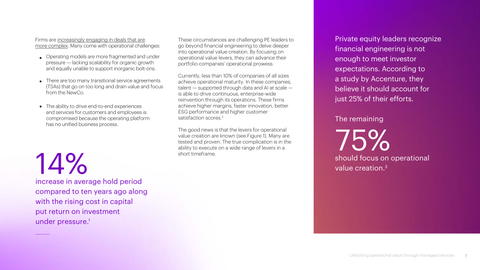 Firms are increasingly engaging in deals that are
more complex. Many come with operational challenges:
• Operating models are more fragmented and under
pressure — lacking scalability for organic growth
and equally unable to support inorganic bolt-ons.
• There are too many transitional service agreements
(TSAs) that go on too long and drain value and focus
from the NewCo.
• The ability to drive end-to-end experiences
and services for customers and employees is
compromised because the operating platform
has no unified business process.
14%
increase in average hold period
compared to ten years ago along
with the rising cost in capital
put return on investment
under pressure.¹
These circumstances are challenging PE leaders to
go beyond financial engineering to delve deeper
into operational value creation. By focusing on
operational value levers, they can advance their
portfolio companies' operational prowess.
Currently, less than 10% of companies of all sizes
achieve operational maturity. In these companies,
talent — supported through data and AI at scale —
is able to drive continuous, enterprise-wide
reinvention through its operations. These firms
achieve higher margins, faster innovation, better
ESG performance and higher customer
satisfaction scores.²
The good news is that the levers for operational
value creation are known (see Figure 1). Many are
tested and proven. The true complication is in the
ability to execute on a wide range of levers in a
short timeframe.
Private equity leaders recognize
financial engineering is not
enough to meet investor
expectations. According to
a study by Accenture, they
believe it should account for
just 25% of their efforts.
The remaining
75%
should focus on operational
value creation.³
Unlocking operational value through managed services